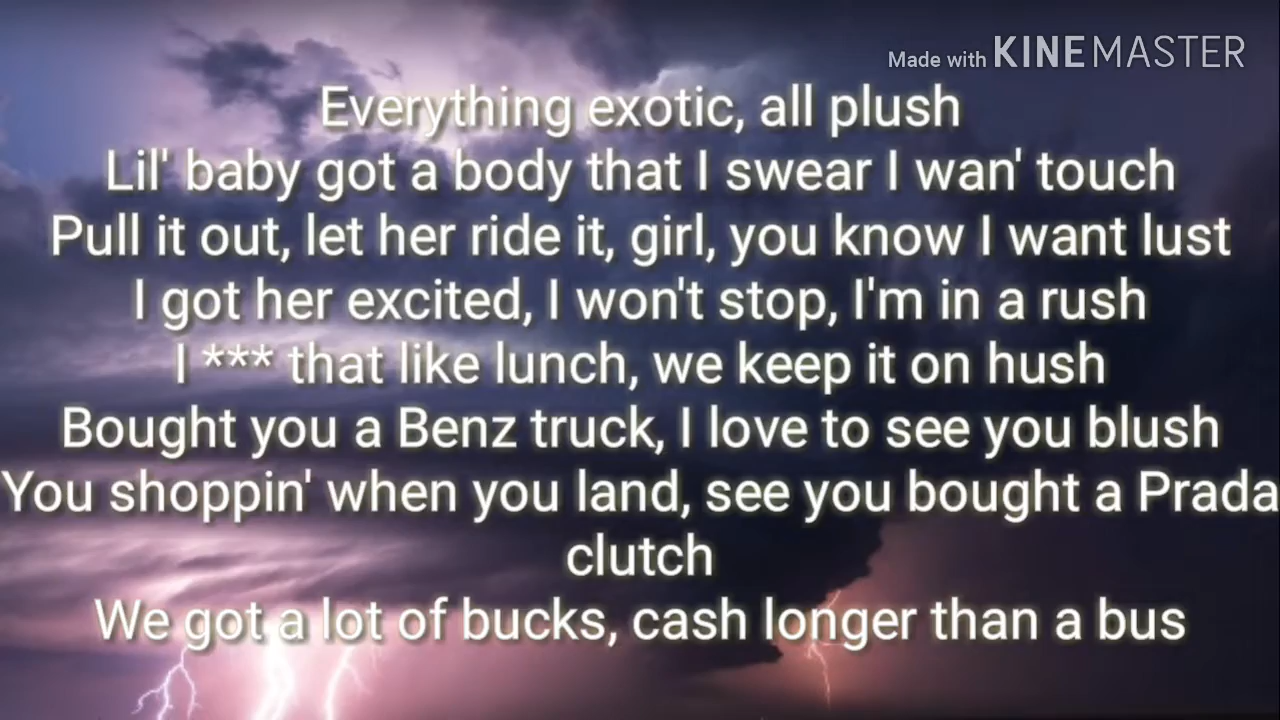 Made with KINEMASTER
Everything exotic, all plush
Lil' baby got a body that I swear I wan' touch
Pull it out, let her ride it, girl, you know I want lust
I got her excited, I won't stop, I'm in a rush
I *** that like lunch, we keep it on hush
Bought you a Benz truck, I love to see you blush
You shoppin' when you land, see you bought a Prada
clutch
We got a lot of bucks, cash longer than a bus